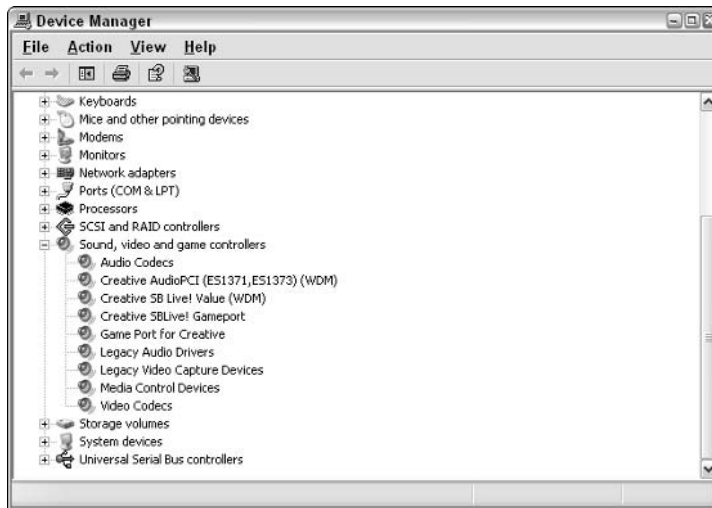 Device Manager
File Action View Help
Keyboards
Mice and other pointing devices
Modems
Monitors
Network adapters
Ports (COM & LPT)
Processors
SCSI and RAID controllers
Sound, video and game controllers
Audio Codecs
Creative AudioPCI (ES1371,ES1373) (WDM)
Creative SB Live! Value (WDM)
Creative SBLive! Gameport
Game Port for Creative
Legacy Audio Drivers
Legacy Video Capture Devices
Media Control Devices
Video Codecs
Storage volumes
System devices
Universal Serial Bus controllers